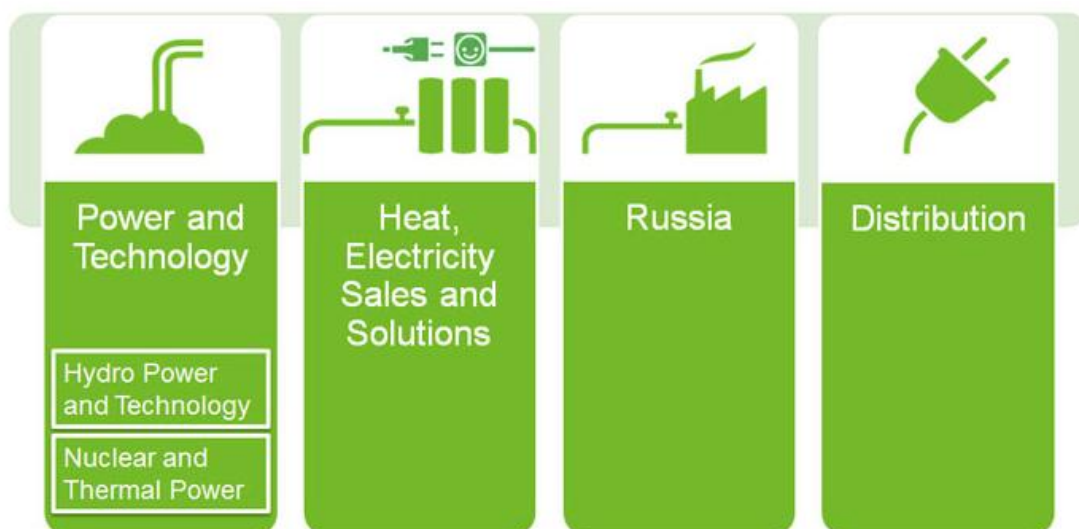 Power and
Technology
Hydro Power
and Technology
Nuclear and
Thermal Power
Heat,
Electricity
Sales and
Solutions
Russia
Distribution